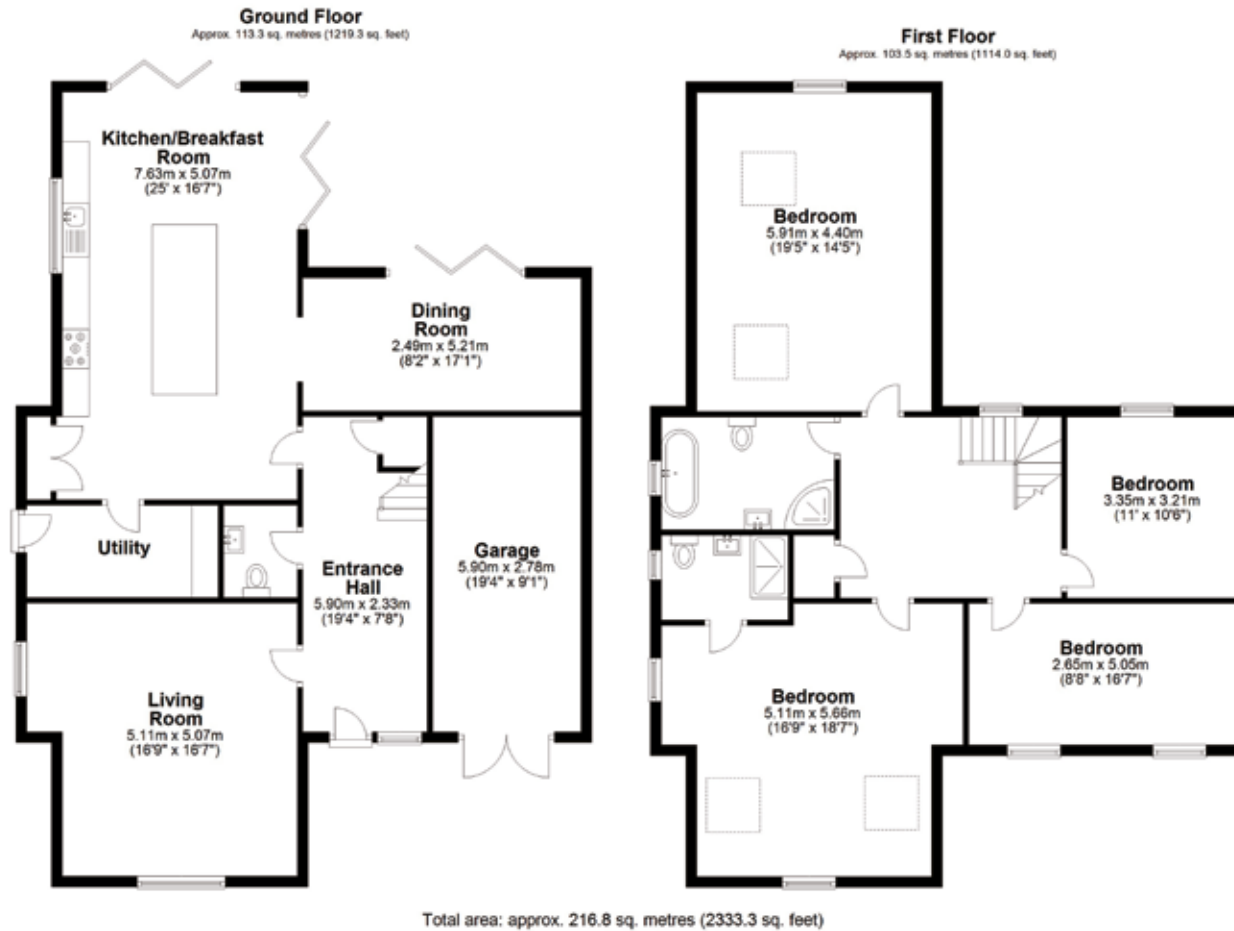 Ground Floor
Approx. 113.3 sq. metres (1219.3 sq. feet)
Kitchen/Breakfast
Room
7.63m x 5.07m
(25' x 16'7")
Dining
Room
2.49m x 5.21m
(8'2" x 17'1")
Utility
Entrance
Hall
5.90m x 2.33m
(19'4" x 7'8")
Garage
5.90m x 2.78m
(19'4" x 9'1")
Living
Room
5.11m x 5.07m
(16'9" x 16'7")
First Floor
Approx. 103.5 sq. metres (1114.0 sq. feet)
Bedroom
5.91m x 4.40m
(19'5" x 14'5")
Bedroom
3.35m x 3.21m
(11' x 10'6")
Bedroom
2.65m x 5.05m
(8'8" x 16'7")
Bedroom
5.11m x 5.66m
(16'9" x 18'7")
Total area: approx. 216.8 sq. metres (2333.3 sq. feet)